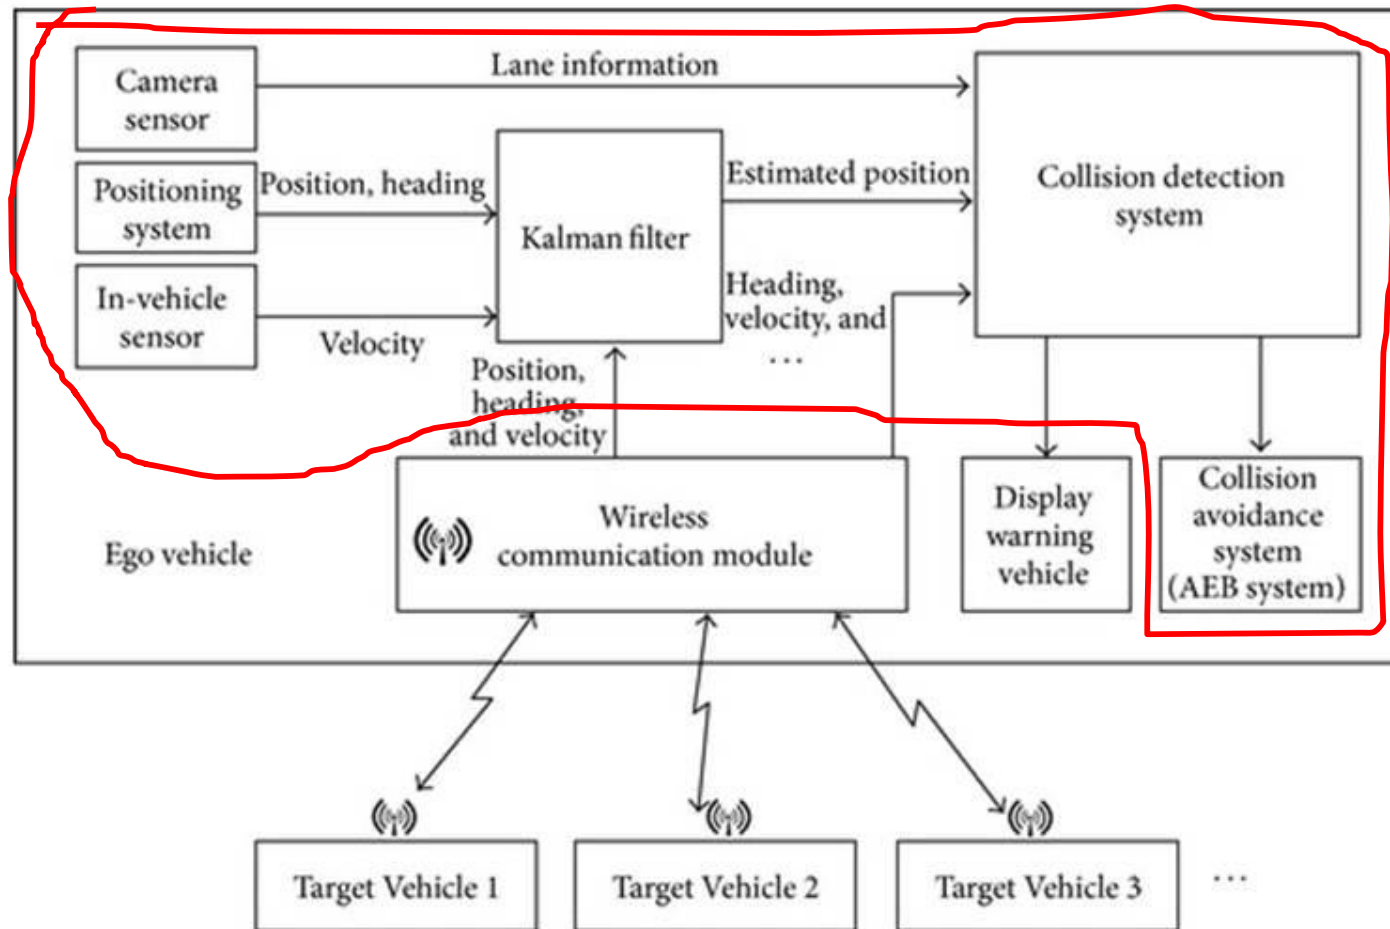 Camera
sensor
Lane information
Positioning
system
Position, heading
In-vehicle
sensor
Velocity
Kalman filter
Estimated position
Heading,
velocity, and
...
Position,
heading,
and velocity
Collision detection
system
Ego vehicle
Wireless
communication module
Display
warning
vehicle
Collision
avoidance
system
(AEB system)
Target Vehicle 1
Target Vehicle 2
Target Vehicle 3
...